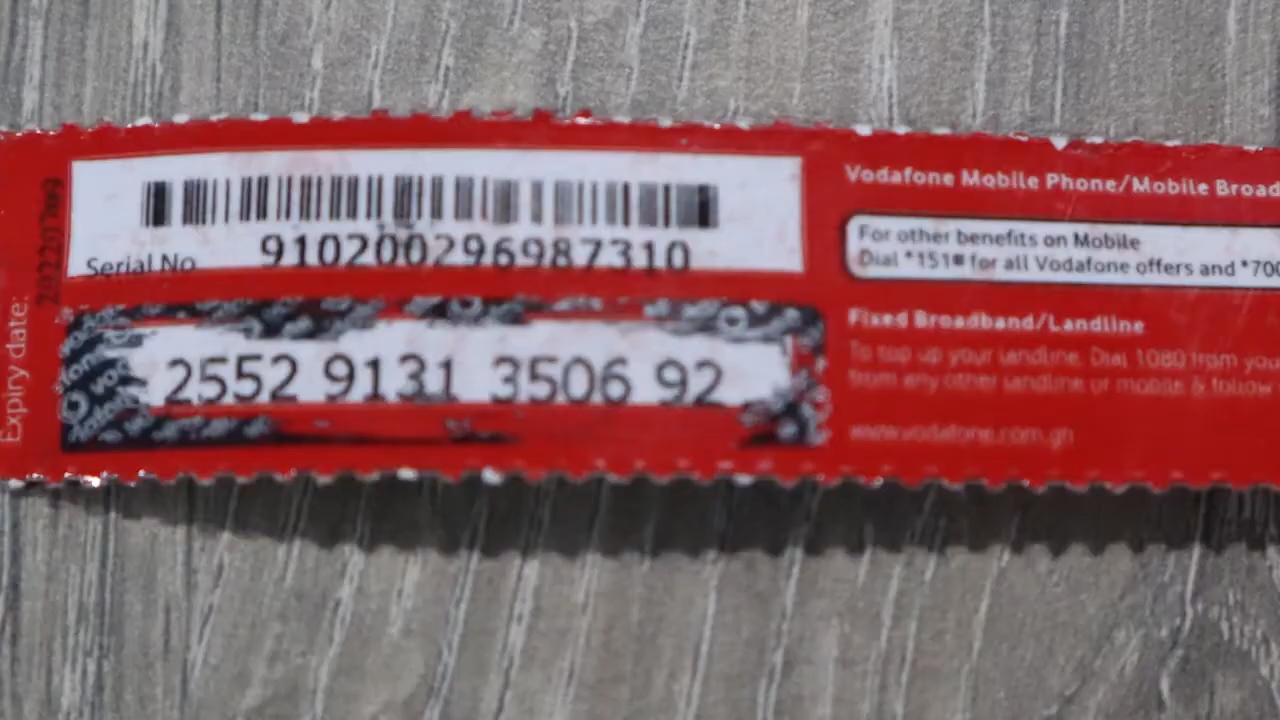 Serial No 910200296987310
2552 9131 3506 92
Expiry date:
Vodafone Mobile Phone/Mobile Broad
For other benefits on Mobile
Dial *151# for all Vodafone offers and *700
Fixed Broadband/Landline
To top up your landline, Dial 1080 from you
from any other landline or mobile & follow
www.vodafone.com.gh